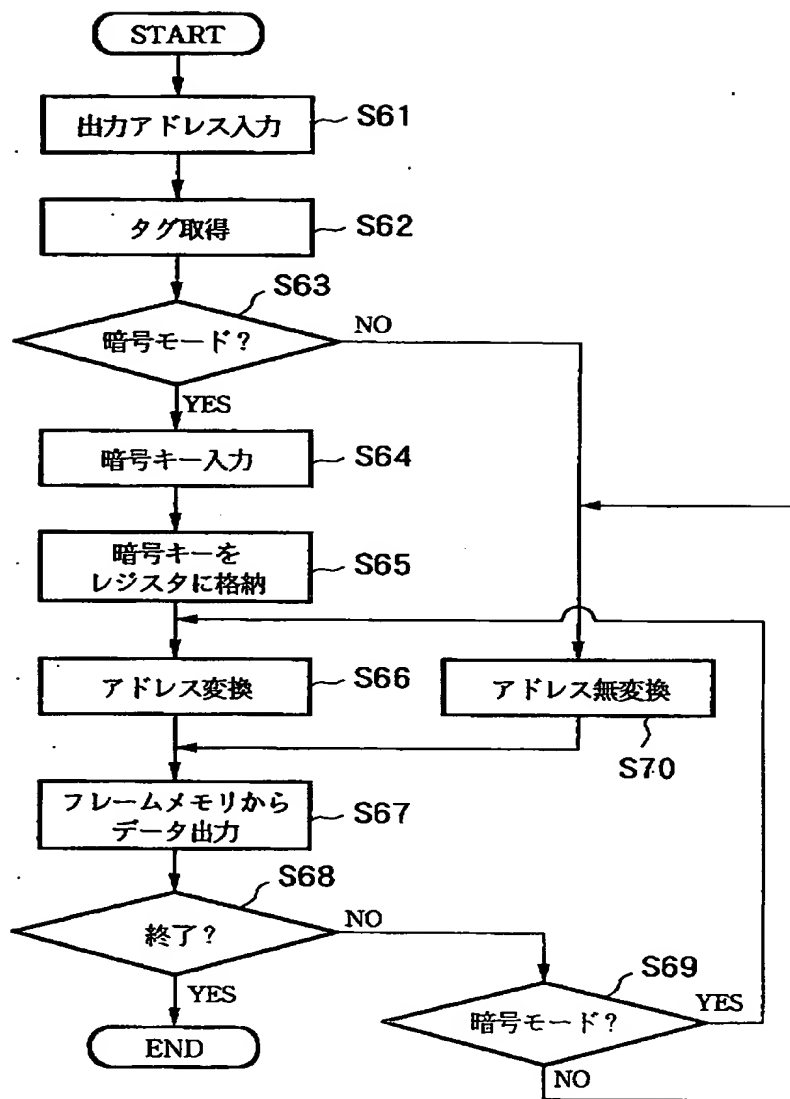 START
出力アドレス入力
S61
タグ取得
S62
S63
暗号モード?
NO
YES
暗号キー入力
S64
暗号キーを
レジスタに格納
S65
アドレス変換
S66
アドレス無変換
S70
フレームメモリから
データ出力
S67
S68
終了?
NO
YES
S69
暗号モード?
YES
NO
END